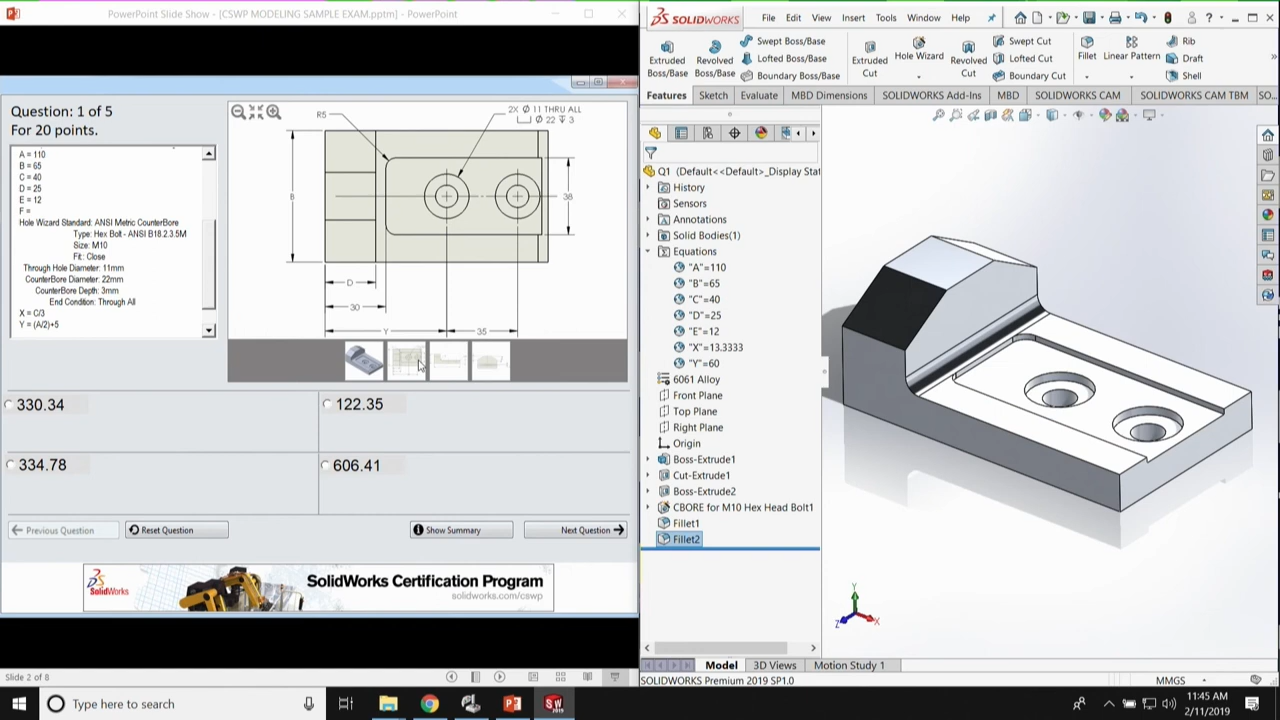 PowerPoint Slide Show - [CSWP MODELING SAMPLE EXAM.pptm] - PowerPoint
Question: 1 of 5
For 20 points.
A = 110
B = 65
C = 40
D = 25
E = 12
F =
Hole Wizard Standard: ANSI Metric CounterBore
Type: Hex Bolt - ANSI B18.2.3.5M
Size: M10
Fit: Close
Through Hole Diameter: 11mm
CounterBore Diameter: 22mm
CounterBore Depth: 3mm
End Condition: Through All
X = C/3
Y = (A/2)+5
R5
2X Ø 11 THRU ALL
⌴ Ø 22 ↧ 3
B
38
D
30
Y
35
330.34
122.35
334.78
606.41
Previous Question
Reset Question
Show Summary
Next Question
SolidWorks
SolidWorks Certification Program
solidworks.com/cswp
Slide 2 of 8
SOLIDWORKS
File Edit View Insert Tools Window Help
Extruded Boss/Base
Revolved Boss/Base
Swept Boss/Base
Lofted Boss/Base
Boundary Boss/Base
Extruded Cut
Hole Wizard
Revolved Cut
Swept Cut
Lofted Cut
Boundary Cut
Fillet
Linear Pattern
Rib
Draft
Shell
Features Sketch Evaluate MBD Dimensions SOLIDWORKS Add-Ins MBD SOLIDWORKS CAM SOLIDWORKS CAM TBM SO...
Q1 (Default<<Default>_Display Stat
History
Sensors
Annotations
Solid Bodies(1)
Equations
"A"=110
"B"=65
"C"=40
"D"=25
"E"=12
"X"=13.3333
"Y"=60
6061 Alloy
Front Plane
Top Plane
Right Plane
Origin
Boss-Extrude1
Cut-Extrude1
Boss-Extrude2
CBORE for M10 Hex Head Bolt1
Fillet1
Fillet2
Y
Z
X
Model 3D Views Motion Study 1
SOLIDWORKS Premium 2019 SP1.0
MMGS
Type here to search
11:45 AM
2/11/2019